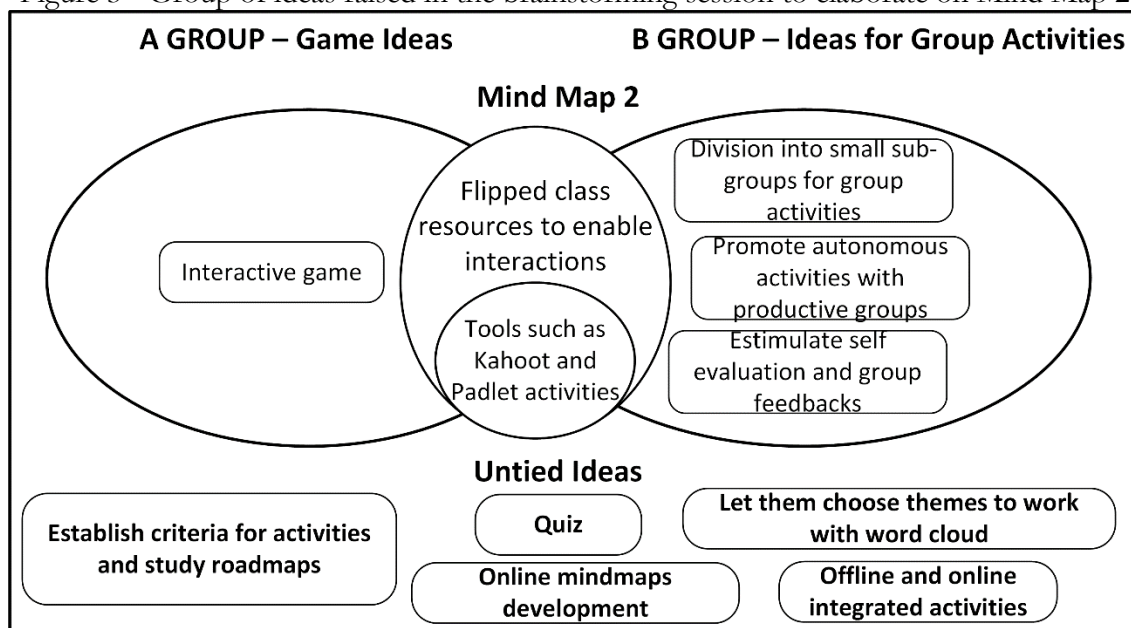 Figure 3 - Group of ideas raised in the brainstorming session to elaborate on Mind Map 2
A GROUP – Game Ideas
B GROUP – Ideas for Group Activities
Mind Map 2
Interactive game
Flipped class
resources to enable
interactions
Tools such as
Kahoot and
Padlet activities
Division into small sub-
groups for group
activities
Promote autonomous
activities with
productive groups
Estimulate self
evaluation and group
feedbacks
Untied Ideas
Establish criteria for activities
and study roadmaps
Quiz
Let them choose themes to work
with word cloud
Online mindmaps
development
Offline and online
integrated activities